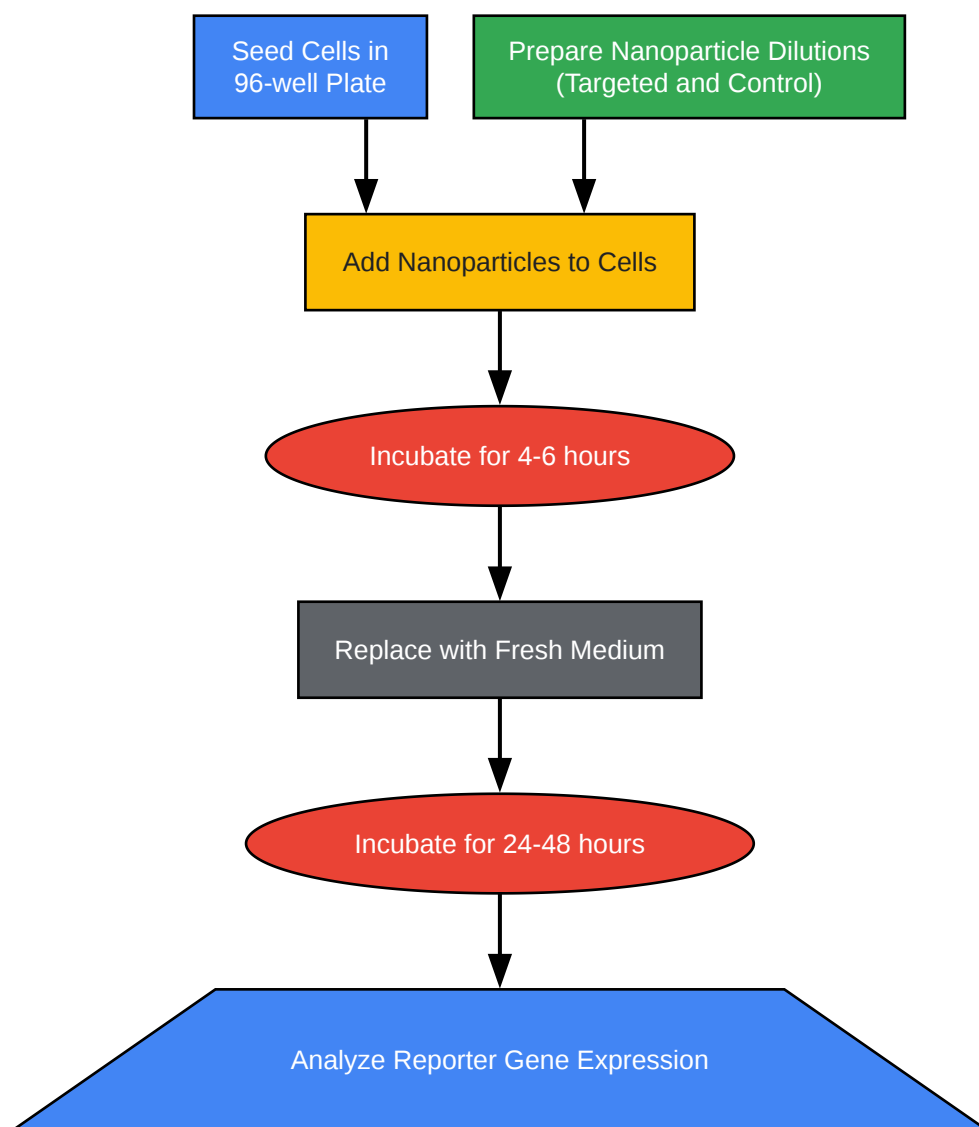 Seed Cells in
96-well Plate
Prepare Nanoparticle Dilutions
(Targeted and Control)
Add Nanoparticles to Cells
Incubate for 4-6 hours
Replace with Fresh Medium
Incubate for 24-48 hours
Analyze Reporter Gene Expression